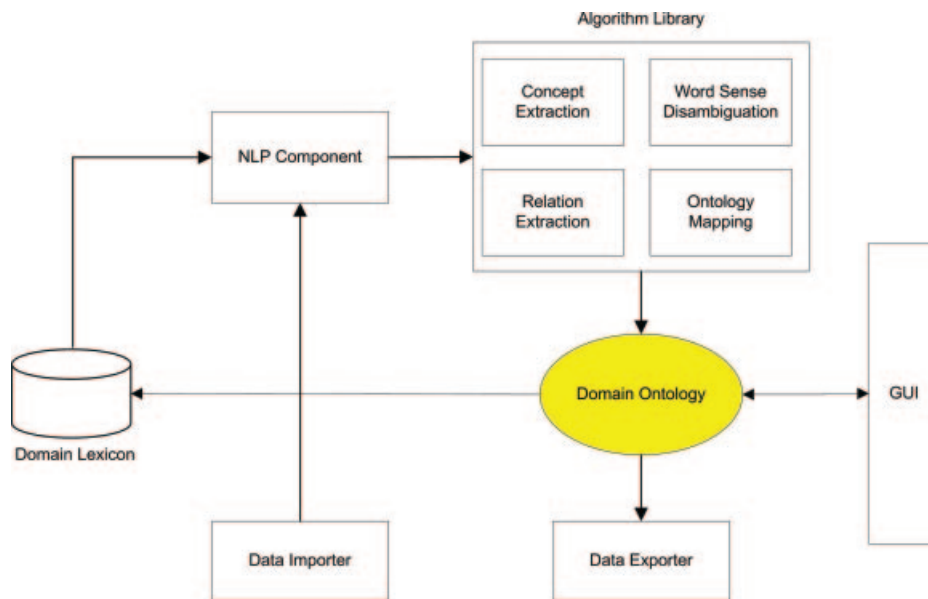 Algorithm Library
Concept
Extraction
Word Sense
Disambiguation
NLP Component
Relation
Extraction
Ontology
Mapping
Domain Ontology
GUI
Domain Lexicon
Data Importer
Data Exporter